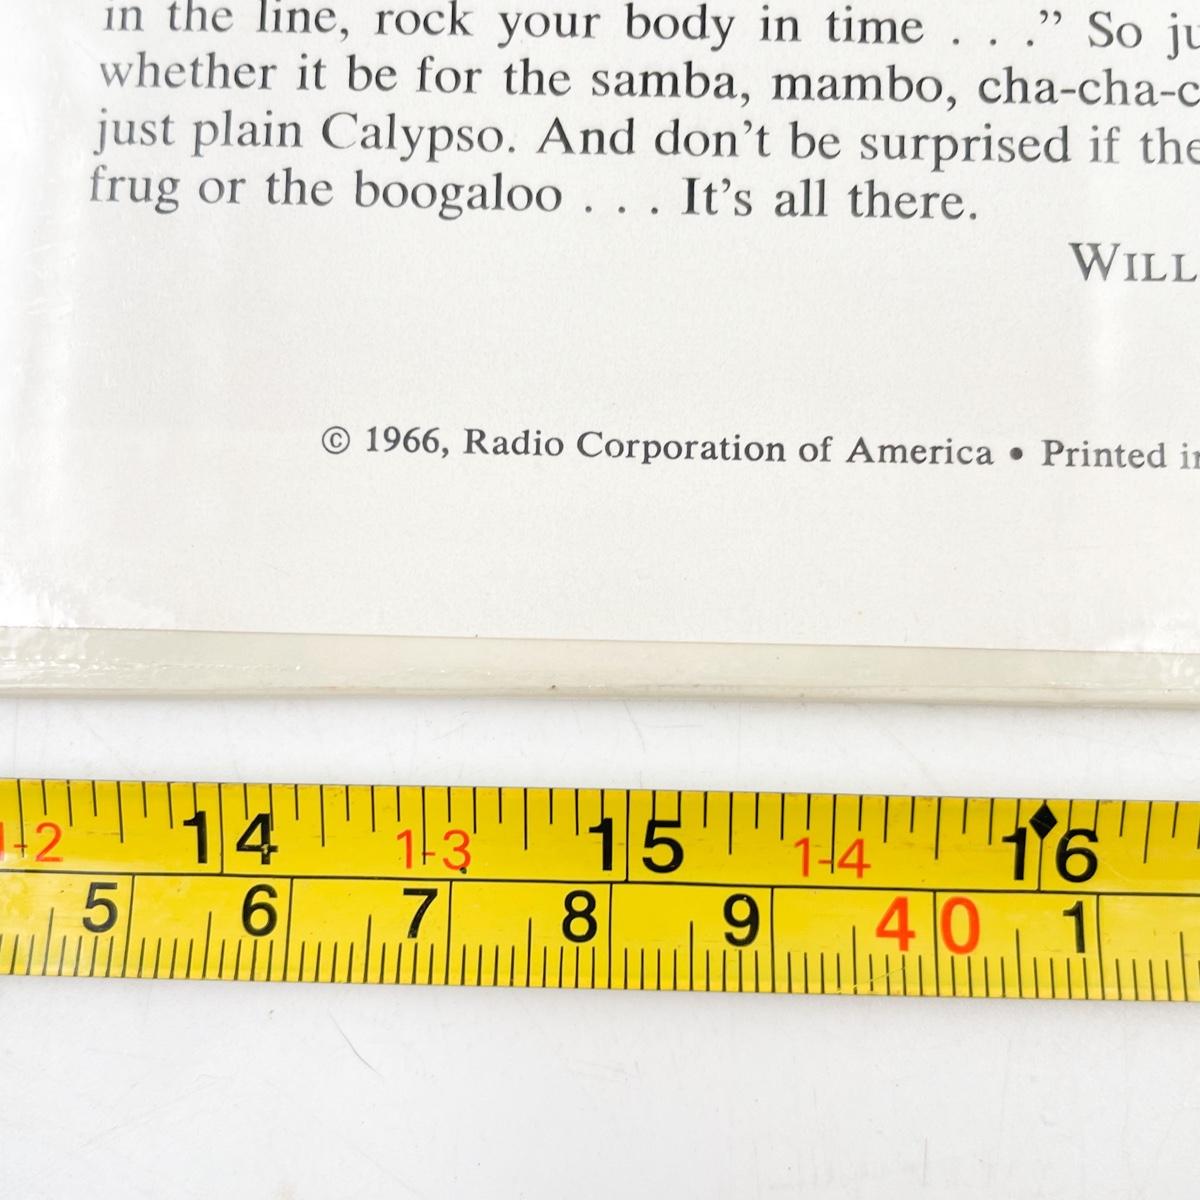 in the line, rock your body in time . . ." So ju
whether it be for the samba, mambo, cha-cha-c
just plain Calypso. And don't be surprised if the
frug or the boogaloo . . . It's all there.
WILL
© 1966, Radio Corporation of America • Printed in
1-2 14 1-3 15 1-4 16
5 6 7 8 9 40 1